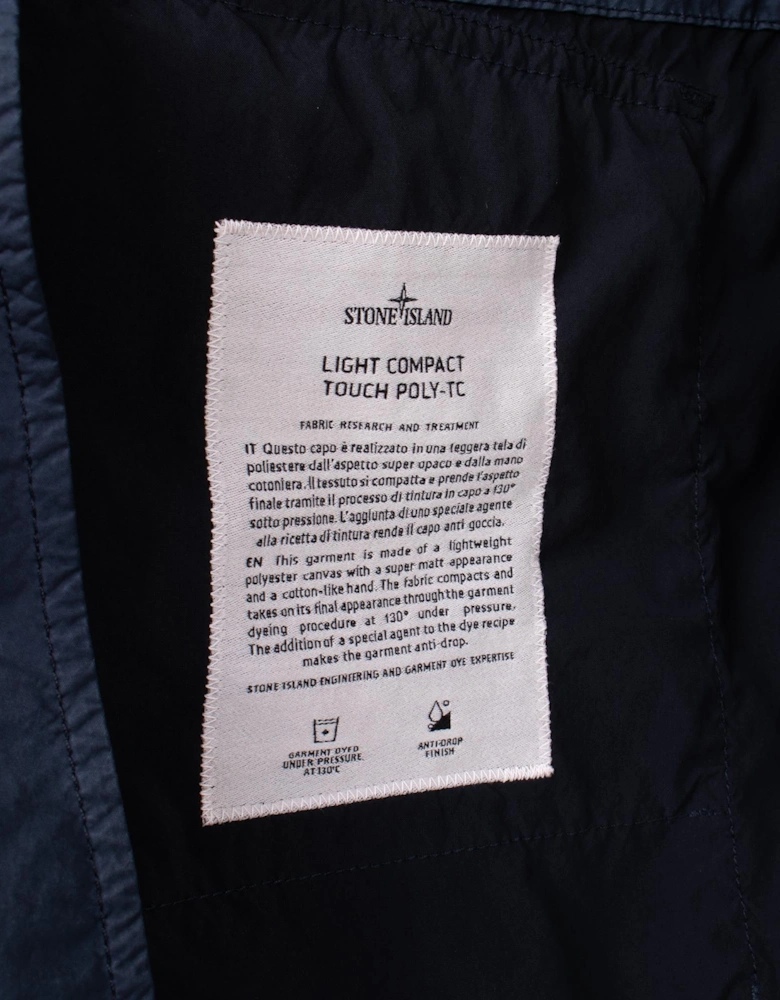 STONE ISLAND
LIGHT COMPACT
TOUCH POLY-TC
FABRIC RESEARCH AND TREATMENT
IT Questo capo è realizzato in una leggera tela di
poliestere dall'aspetto super opaco e dalla mano
cotoniera. Il tessuto si compatta e prende l'aspetto
finale tramite il processo di tintura in capo a 130°
sotto pressione. L'aggiunta di uno speciale agente
alla ricetta di tintura rende il capo anti goccia.
EN This garment is made of a lightweight
polyester canvas with a super matt appearance
and a cotton-like hand. The fabric compacts and
takes on its final appearance through the garment
dyeing procedure at 130° under pressure.
The addition of a special agent to the dye recipe
makes the garment anti-drop.
STONE ISLAND ENGINEERING AND GARMENT DYE EXPERTISE
GARMENT DYED
UNDER PRESSURE
AT 130°C
ANTI-DROP
FINISH